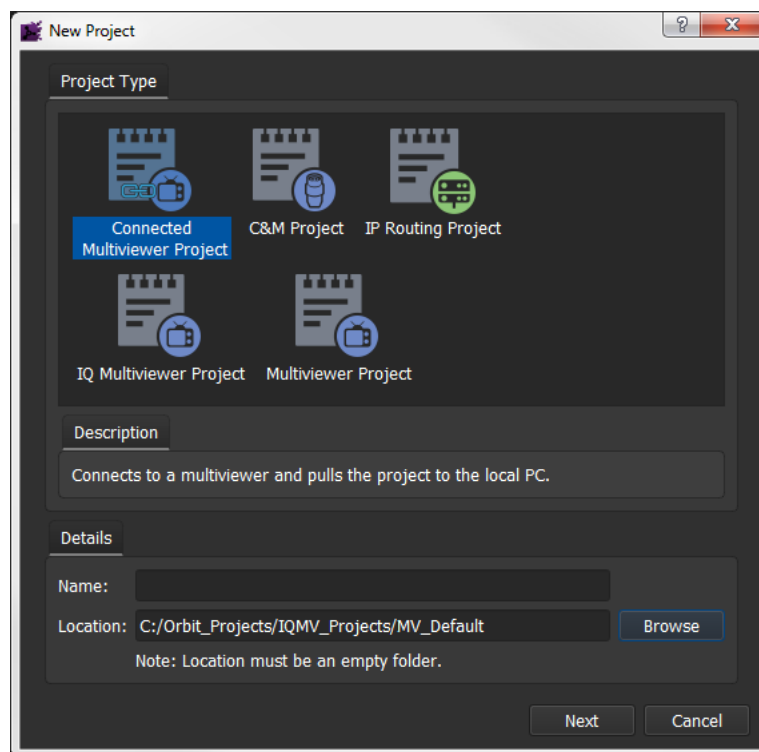 New Project
Project Type
Connected
Multiviewer Project
C&M Project
IP Routing Project
IQ Multiviewer Project
Multiviewer Project
Description
Connects to a multiviewer and pulls the project to the local PC.
Details
Name:
Location: C:/Orbit_Projects/IQMV_Projects/MV_Default Browse
Note: Location must be an empty folder.
Next Cancel